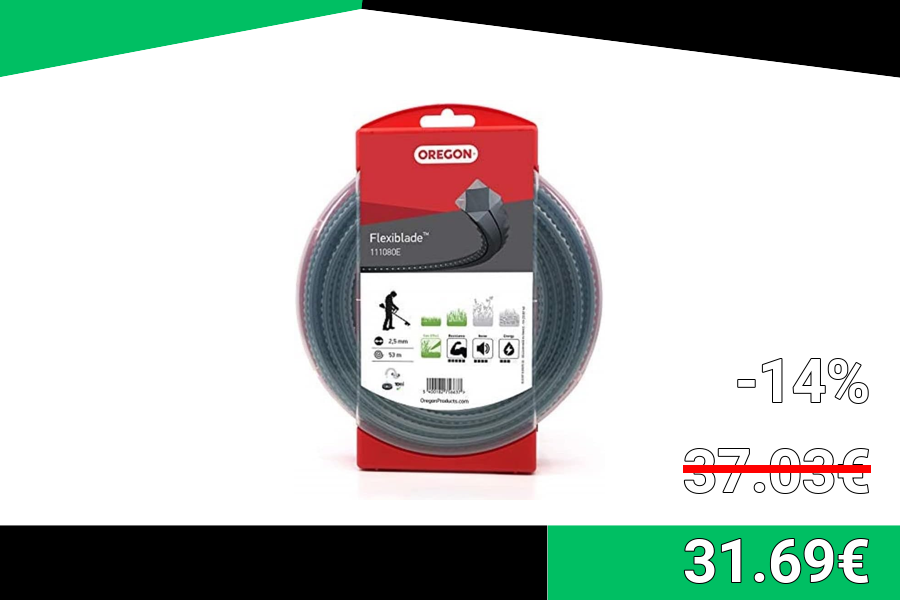 OREGON
Flexiblade™
111080E
2,5 mm
53 m
OregonProducts.com
-14%
37.03€
31.69€